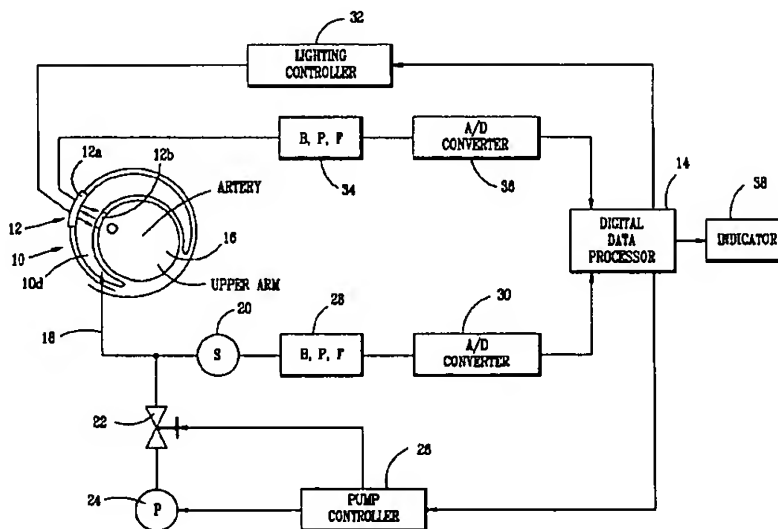 32
LIGHTING
CONTROLLER
12a
12b
B, P, F
34
A/D
CONVERTER
36
ARTERY
14
38
12
10
10d
16
DIGITAL
DATA
PROCESSOR
INDICATOR
UPPER ARM
18
20
28
30
S
B, P, F
A/D
CONVERTER
22
26
24
P
PUMP
CONTROLLER